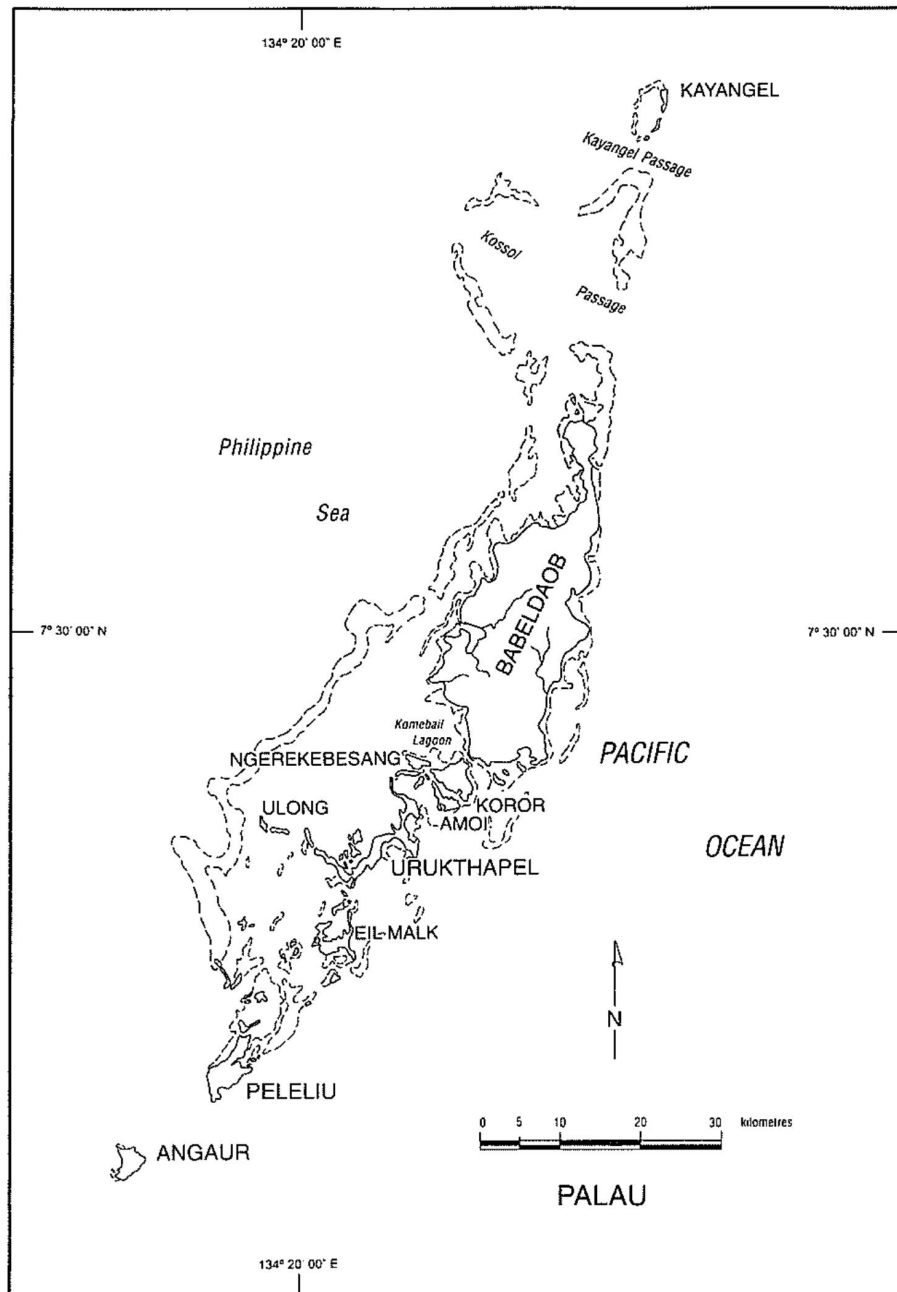 134° 20' 00" E
KAYANGEL
Kayangel Passage
Kossol
Passage
Philippine
Sea
BABELDAOB
7° 30' 00" N
7° 30' 00" N
Komebail
Lagoon
PACIFIC
NGEREKEBESANG
KOROR
ULONG
AMOI
OCEAN
URUKTHAPEL
EIL-MALK
N
PELELIU
0 5 10 20 30 kilometres
ANGAUR
PALAU
134° 20' 00" E